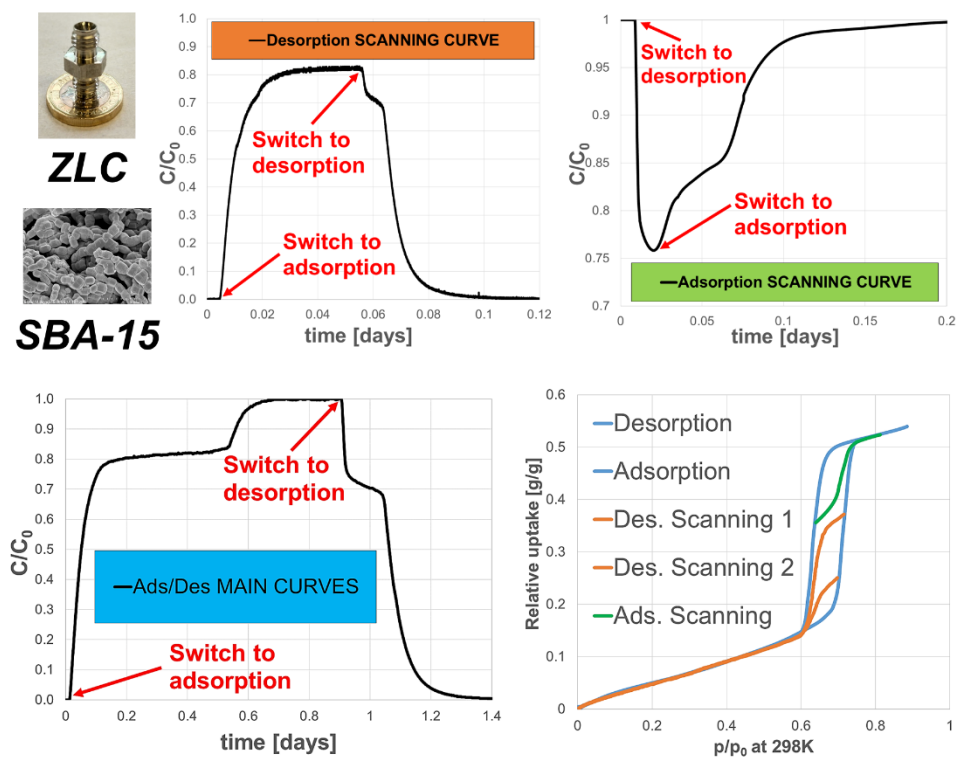 ZLC
SBA-15
1.0
0.9
0.8
0.7
0.6
0.5
0.4
0.3
0.2
0.1
0.0
C/C0
Desorption SCANNING CURVE
Switch to
desorption
Switch to
adsorption
0 0.02 0.04 0.06 0.08 0.1 0.12
time [days]
1
0.95
0.9
0.85
0.8
0.75
0.7
C/C0
Switch to
desorption
Switch to
adsorption
Adsorption SCANNING CURVE
0 0.05 0.1 0.15 0.2
time [days]
1.0
0.9
0.8
0.7
0.6
0.5
0.4
0.3
0.2
0.1
0.0
C/C0
Switch to
desorption
Ads/Des MAIN CURVES
Switch to
adsorption
0 0.2 0.4 0.6 0.8 1 1.2 1.4
time [days]
0.6
0.5
0.4
0.3
0.2
0.1
0
Relative uptake [g/g]
Desorption
Adsorption
Des. Scanning 1
Des. Scanning 2
Ads. Scanning
0 0.2 0.4 0.6 0.8 1
p/p0 at 298K